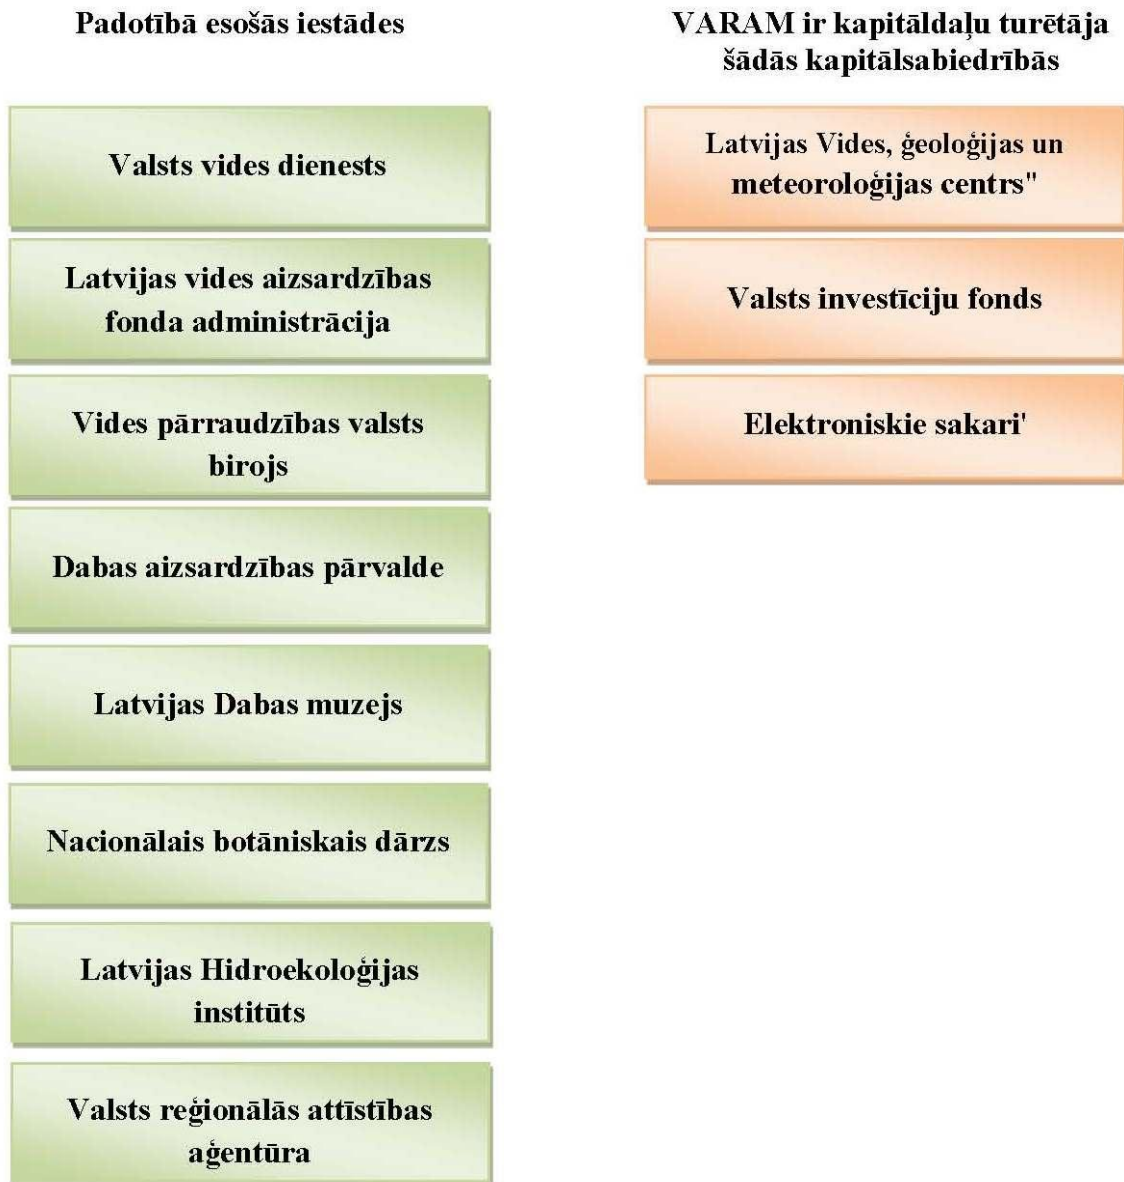 Padotībā esošās iestādes
Valsts vides dienests
Latvijas vides aizsardzības
fonda administrācija
Vides pārraudzības valsts
birojs
Dabas aizsardzības pārvalde
Latvijas Dabas muzejs
Nacionālais botāniskais dārzs
Latvijas Hidroekoloģijas
institūts
Valsts reģionālās attīstības
aģentūra
VARAM ir kapitāldaļu turētāja
šādās kapitālsabiedrībās
Latvijas Vides, ģeoloģijas un
meteoroloģijas centrs"
Valsts investīciju fonds
Elektroniskie sakari'